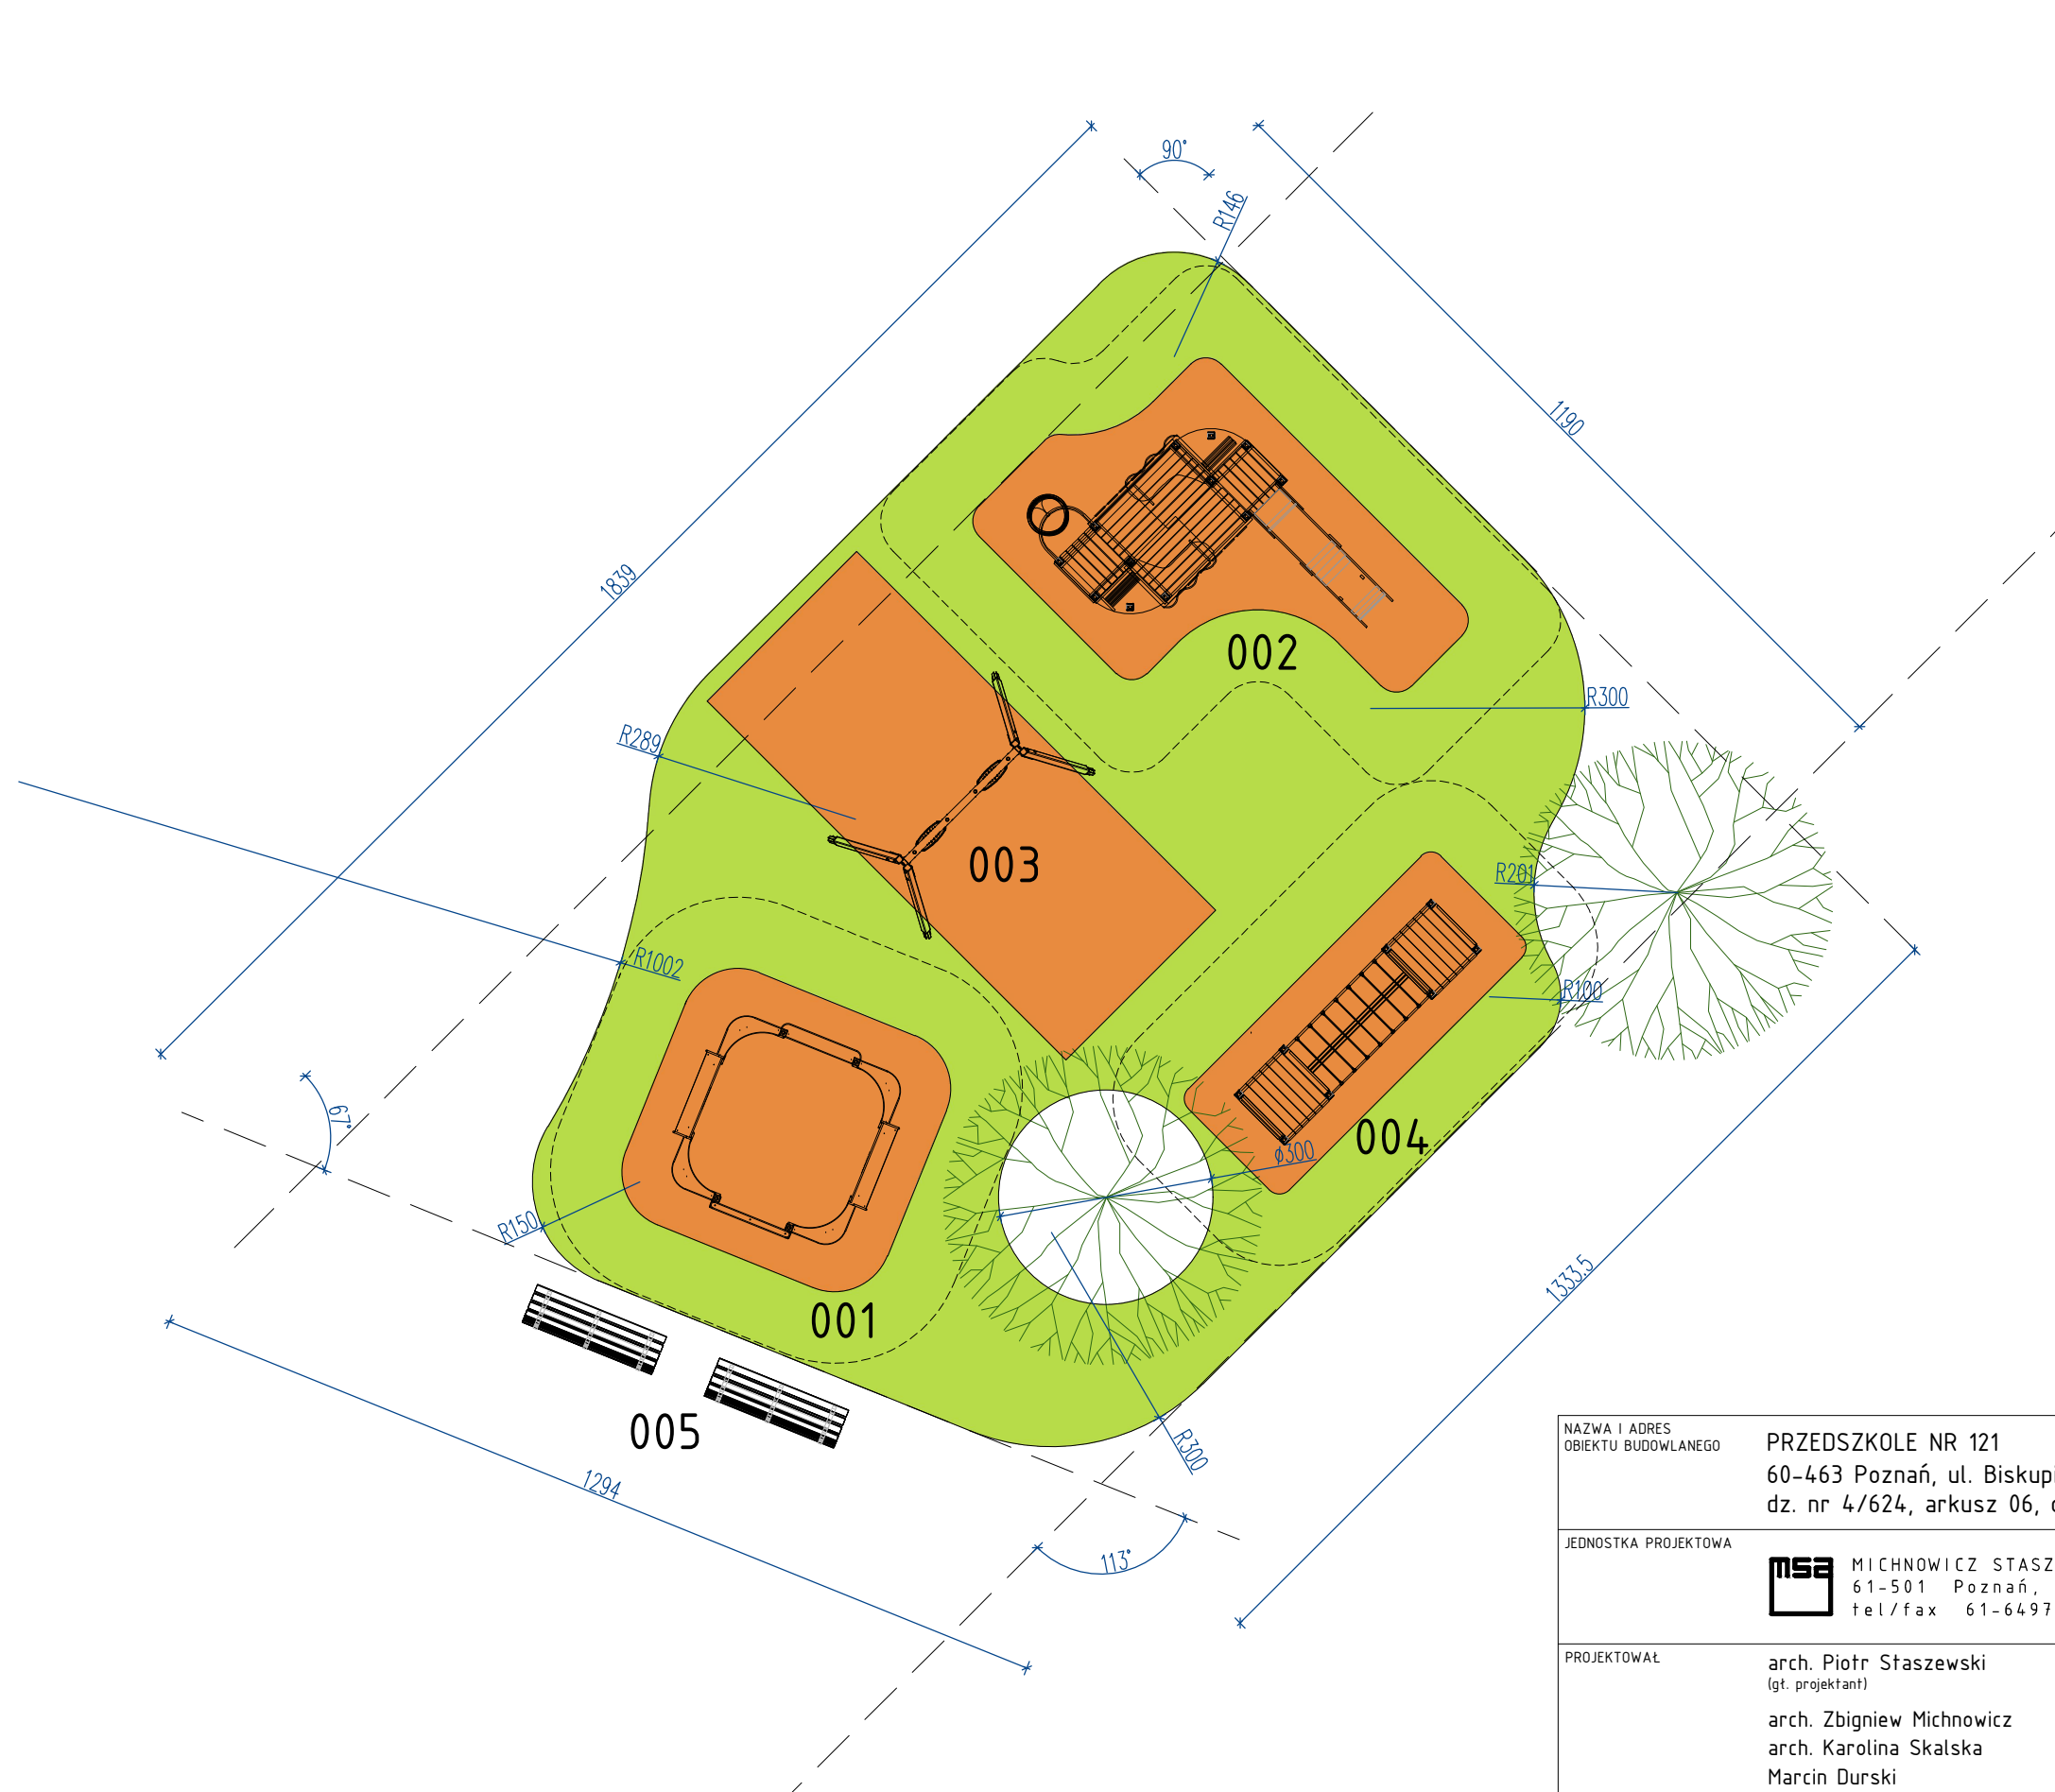 90°
R146
1190
1839
002
R300
R289
003
R201
R1002
R100
67°
004
ø300
R150
001
1333.5
005
R300
1294
113°
NAZWA I ADRES
OBIEKTU BUDOWLANEGO
PRZEDSZKOLE NR 121
60-463 Poznań, ul. Biskupi
dz. nr 4/624, arkusz 06,
JEDNOSTKA PROJEKTOWA
msa
MICHNOWICZ STASZ
61-501 Poznań,
tel/fax 61-6497
PROJEKTOWAŁ
arch. Piotr Staszewski
(gł. projektant)
arch. Zbigniew Michnowicz
arch. Karolina Skalska
Marcin Durski